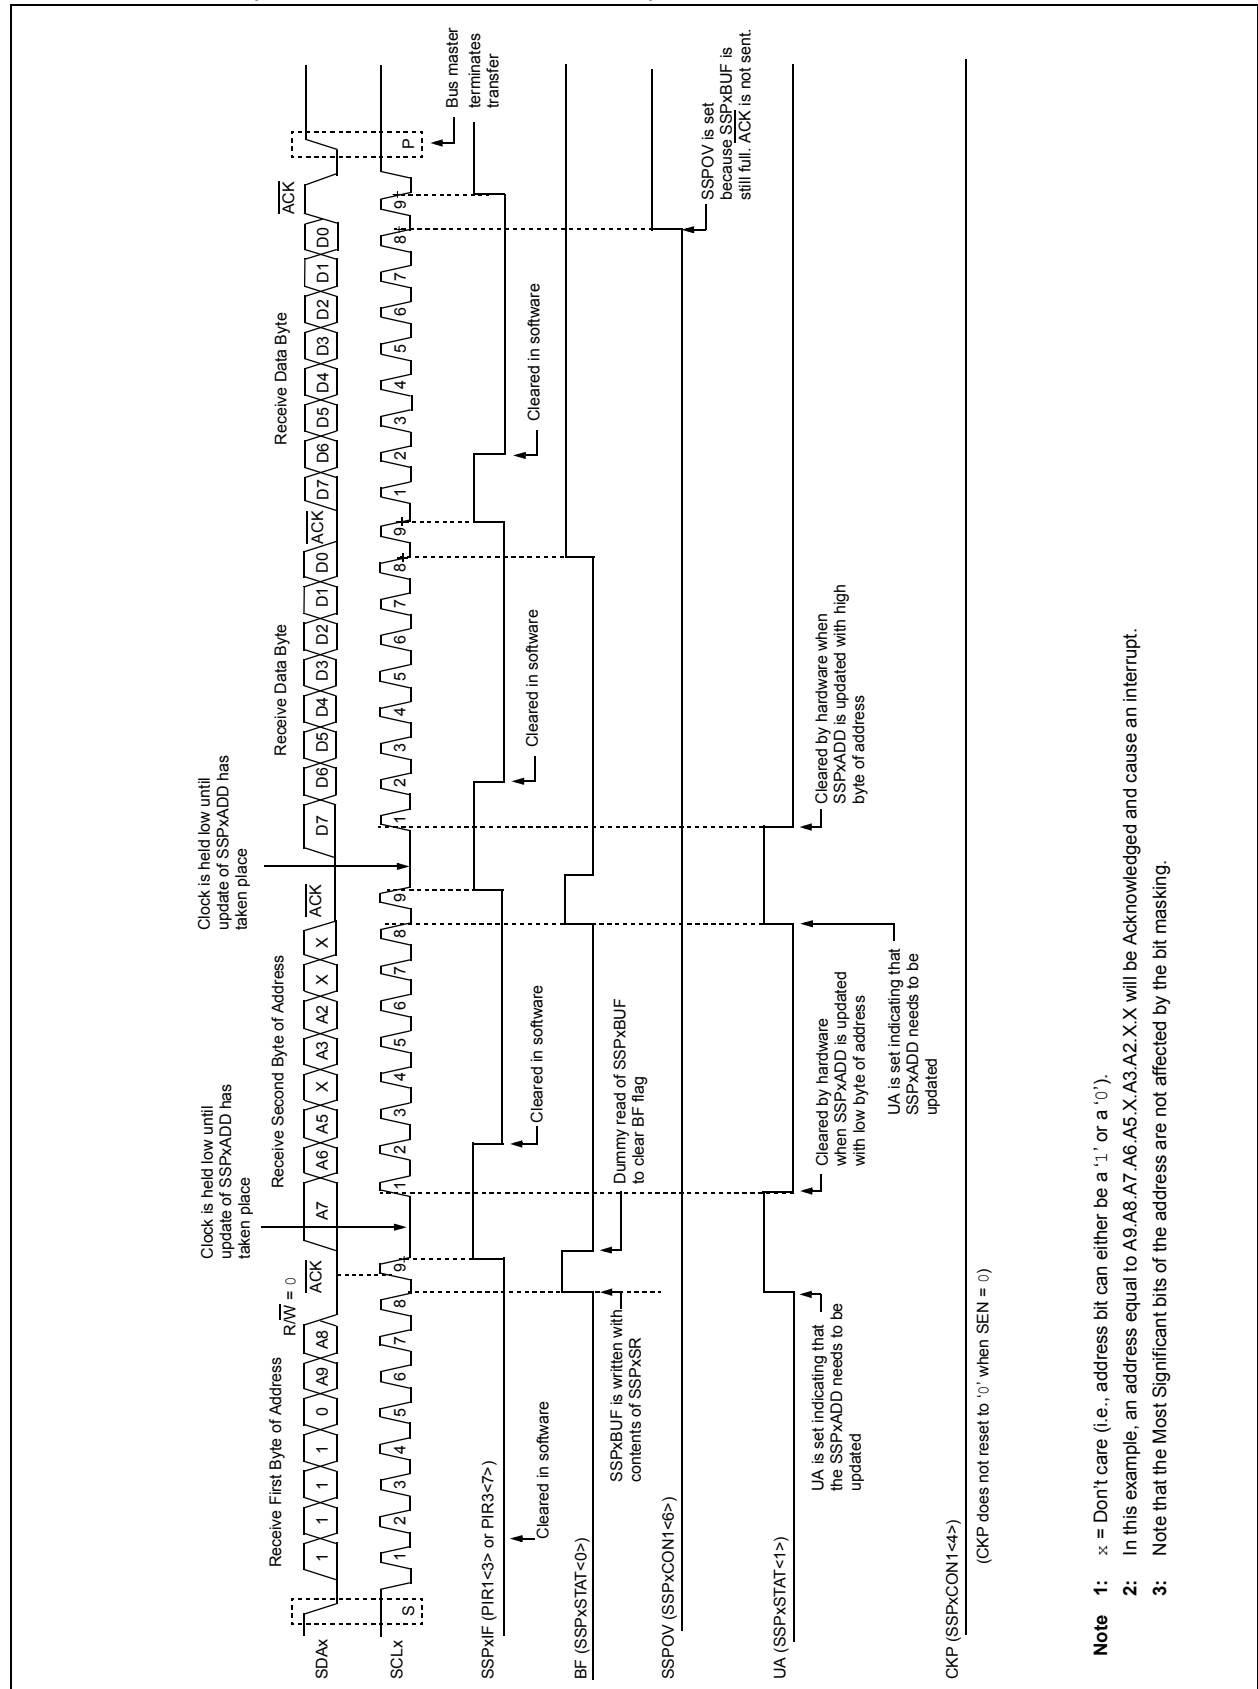 Receive First Byte of Address
R/W = 0
ACK
Clock is held low until
update of SSPxADD has
taken place
Receive Second Byte of Address
ACK
Clock is held low until
update of SSPxADD has
taken place
Receive Data Byte
ACK
Receive Data Byte
ACK
SDAx
1 1 1 1 0 A9 A8
A7 A6 A5 X A3 A2 X X
D7 D6 D5 D4 D3 D2 D1 D0
D7 D6 D5 D4 D3 D2 D1 D0
SCLx
S
1 2 3 4 5 6 7 8 9
1 2 3 4 5 6 7 8 9
1 2 3 4 5 6 7 8 9
1 2 3 4 5 6 7 8 9
P
Bus master
terminates
transfer
SSPxIF (PIR1<3> or PIR3<7>)
Cleared in software
Cleared in software
Cleared in software
Cleared in software
BF (SSPxSTAT<0>)
SSPxBUF is written with
contents of SSPxSR
Dummy read of SSPxBUF
to clear BF flag
SSPOV (SSPxCON1<6>)
SSPOV is set
because SSPxBUF is
still full. ACK is not sent.
UA (SSPxSTAT<1>)
UA is set indicating that
the SSPxADD needs to be
updated
Cleared by hardware
when SSPxADD is updated
with low byte of address
UA is set indicating that
SSPxADD needs to be
updated
Cleared by hardware when
SSPxADD is updated with high
byte of address
CKP (SSPxCON1<4>)
(CKP does not reset to ‘0’ when SEN = 0)
Note 1: x = Don’t care (i.e., address bit can either be a ‘1’ or a ‘0’).
2: In this example, an address equal to A9.A8.A7.A6.A5.X.A3.A2.X.X will be Acknowledged and cause an interrupt.
3: Note that the Most Significant bits of the address are not affected by the bit masking.